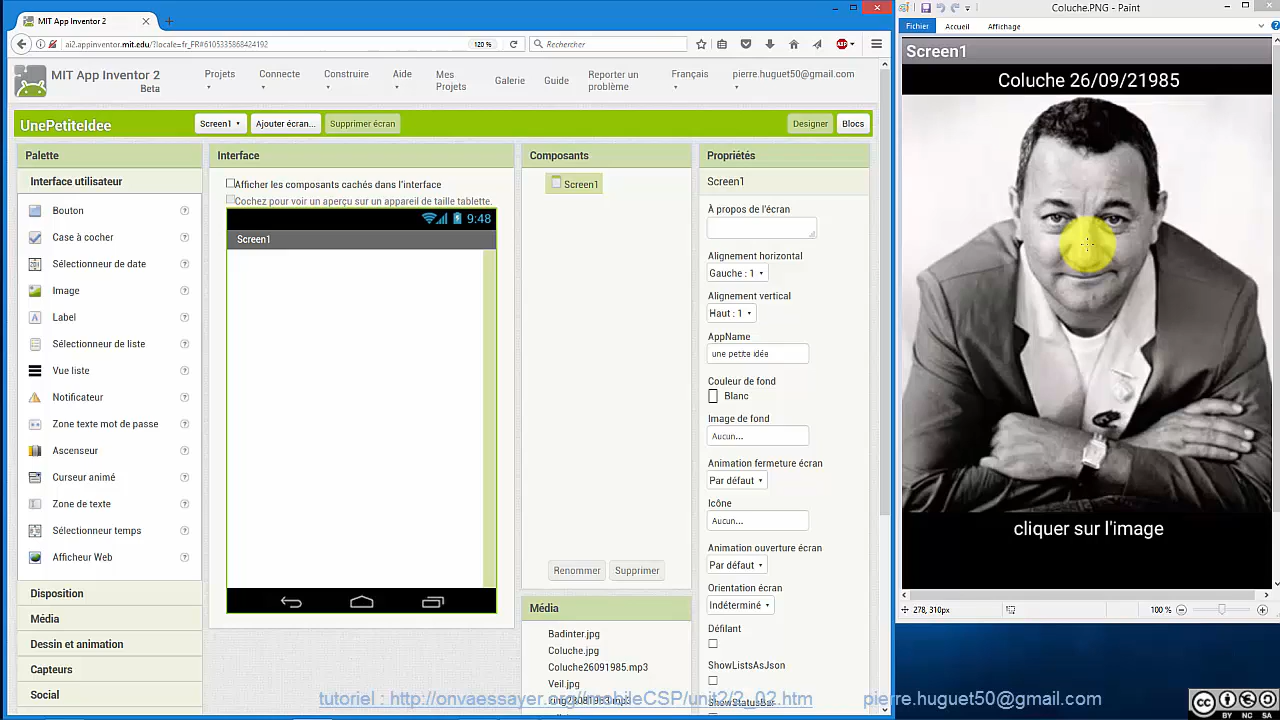 MIT App Inventor 2
Coluche.PNG - Paint
ai2.appinventor.mit.edu/?locale=fr_FR#6105335868424192
120 %
Rechercher
Fichier
Accueil
Affichage
MIT App Inventor 2
Beta
Projets
Connecte
Construire
Aide
Mes Projets
Galerie
Guide
Reporter un problème
Français
pierre.huguet50@gmail.com
UnePetiteIdee
Screen1
Ajouter écran...
Supprimer écran
Designer
Blocs
Palette
Interface utilisateur
Bouton
Case à cocher
Sélectionneur de date
Image
Label
Sélectionneur de liste
Vue liste
Notificateur
Zone texte mot de passe
Ascenseur
Curseur animé
Zone de texte
Sélectionneur temps
Afficheur Web
Disposition
Média
Dessin et animation
Capteurs
Social
Interface
Afficher les composants cachés dans l'interface
Cochez pour voir un aperçu sur un appareil de taille tablette.
9:48
Screen1
Composants
Screen1
Renommer
Supprimer
Média
Badinter.jpg
Coluche.jpg
Coluche26091985.mp3
Veil.jpg
Propriétés
Screen1
À propos de l'écran
Alignement horizontal
Gauche : 1
Alignement vertical
Haut : 1
AppName
une petite idée
Couleur de fond
Blanc
Image de fond
Aucun...
Animation fermeture écran
Par défaut
Icône
Aucun...
Animation ouverture écran
Par défaut
Orientation écran
Indéterminé
Défilant
ShowListsAsJson
ShowStatusBar
Screen1
Coluche 26/09/21985
cliquer sur l'image
278, 310px
100 %
tutoriel : http://onvaessayer.org//mobileCSP/unit2/2_02.htm
pierre.huguet50@gmail.com
cc
BY NC SA